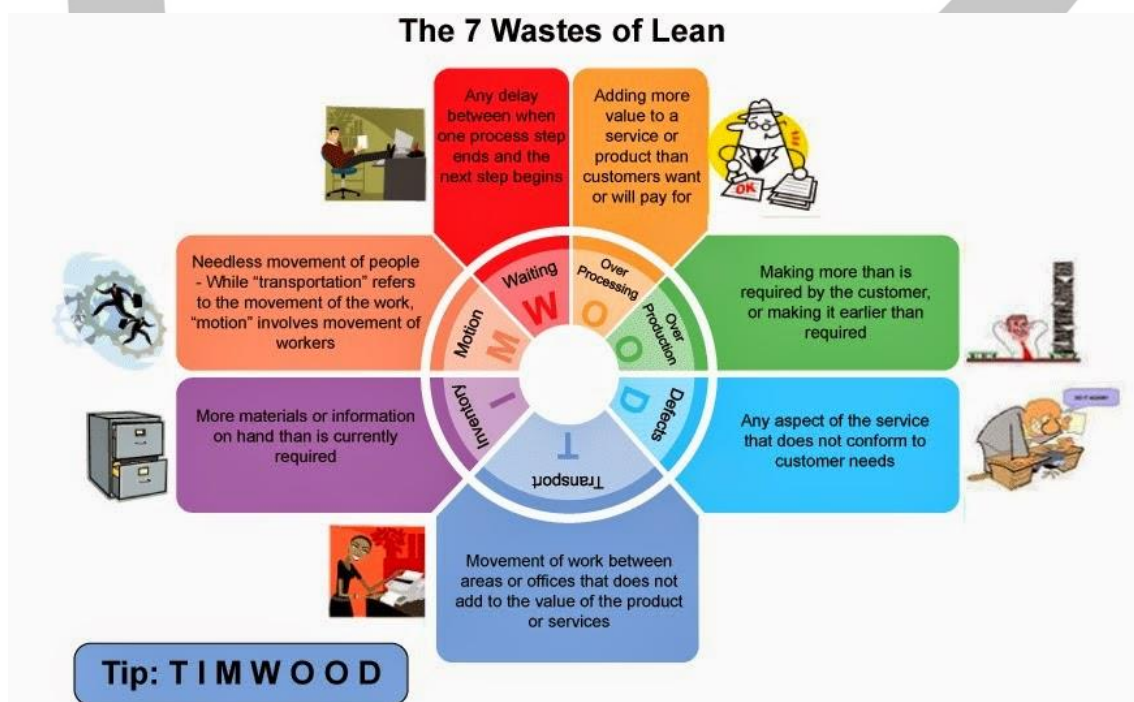 The 7 Wastes of Lean
Any delay
between when
one process step
ends and the
next step begins
Adding more
value to a
service or
product than
customers want
or will pay for
OK
Needless movement of people
- While “transportation” refers
to the movement of the work,
“motion” involves movement of
workers
Making more than is
required by the customer,
or making it earlier than
required
More materials or information
on hand than is currently
required
Any aspect of the service
that does not conform to
customer needs
DO IT AGAIN!
Movement of work between
areas or offices that does not
add to the value of the product
or services
Transport
T
Inventory
I
Motion
M
Waiting
W
Over
Processing
O
Over
Production
O
Defects
D
Tip: T I M W O O D